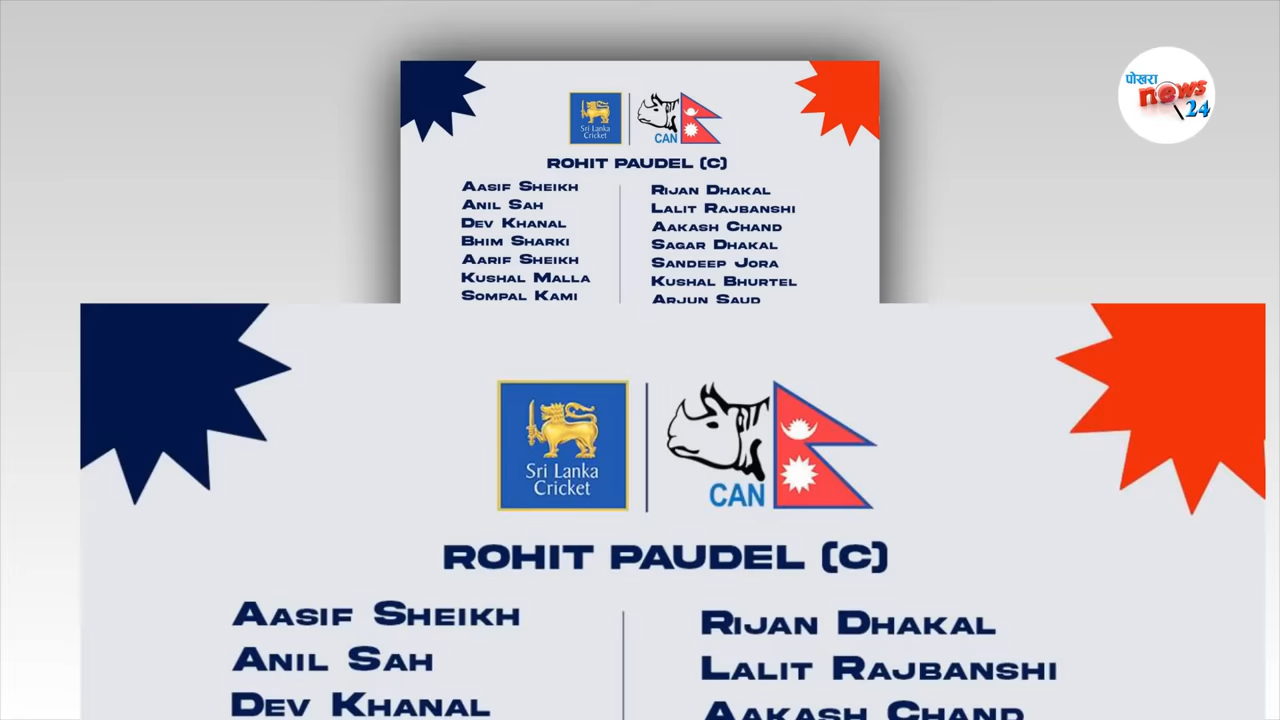 पोखरा
news
24
Sri Lanka
Cricket
CAN
ROHIT PAUDEL (C)
AASIF SHEIKH
ANIL SAH
DEV KHANAL
BHIM SHARKI
AARIF SHEIKH
KUSHAL MALLA
SOMPAL KAMI
RIJAN DHAKAL
LALIT RAJBANSHI
AAKASH CHAND
SAGAR DHAKAL
SANDEEP JORA
KUSHAL BHURTEL
ARJUN SAUD
Sri Lanka
Cricket
CAN
ROHIT PAUDEL (C)
AASIF SHEIKH
ANIL SAH
DEV KHANAL
RIJAN DHAKAL
LALIT RAJBANSHI
AAKASH CHAND